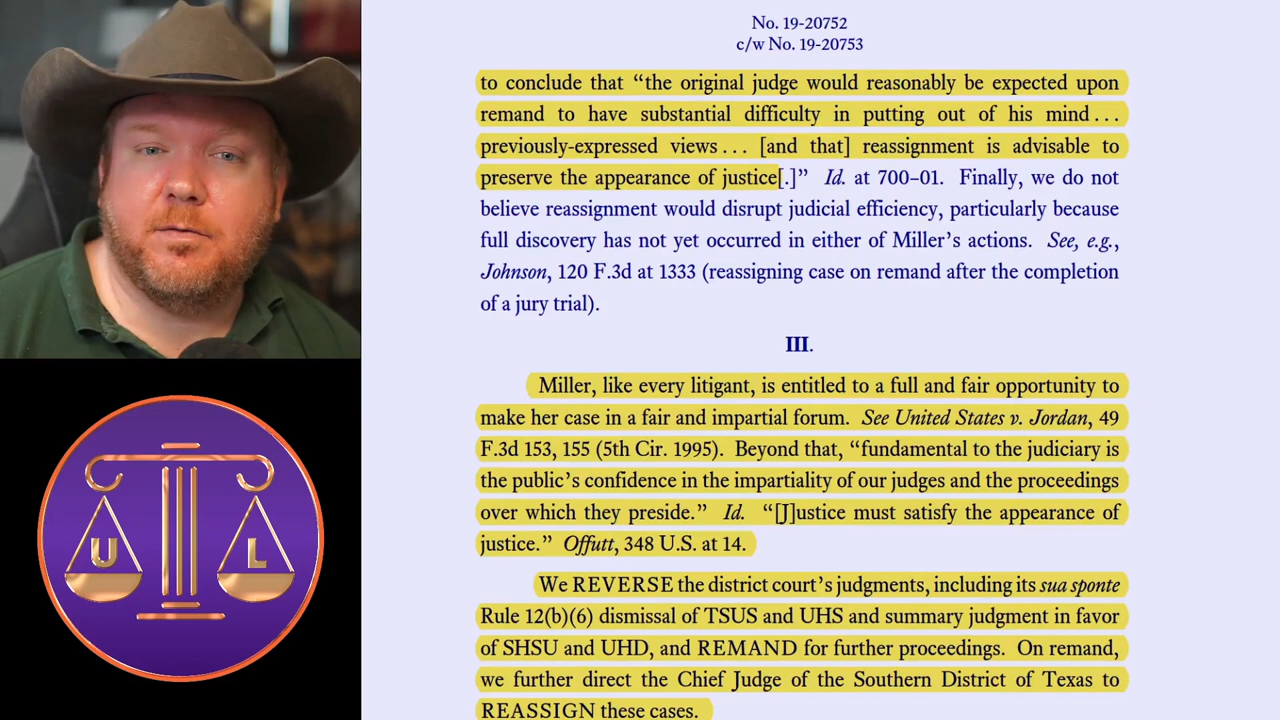 No. 19-20752
c/w No. 19-20753
to conclude that “the original judge would reasonably be expected upon
remand to have substantial difficulty in putting out of his mind . . .
previously-expressed views . . . [and that] reassignment is advisable to
preserve the appearance of justice[.]” Id. at 700–01. Finally, we do not
believe reassignment would disrupt judicial efficiency, particularly because
full discovery has not yet occurred in either of Miller’s actions. See, e.g.,
Johnson, 120 F.3d at 1333 (reassigning case on remand after the completion
of a jury trial).
III.
Miller, like every litigant, is entitled to a full and fair opportunity to
make her case in a fair and impartial forum. See United States v. Jordan, 49
F.3d 153, 155 (5th Cir. 1995). Beyond that, “fundamental to the judiciary is
the public’s confidence in the impartiality of our judges and the proceedings
over which they preside.” Id. “[J]ustice must satisfy the appearance of
justice.” Offutt, 348 U.S. at 14.
We REVERSE the district court’s judgments, including its sua sponte
Rule 12(b)(6) dismissal of TSUS and UHS and summary judgment in favor
of SHSU and UHD, and REMAND for further proceedings. On remand,
we further direct the Chief Judge of the Southern District of Texas to
REASSIGN these cases.
U L